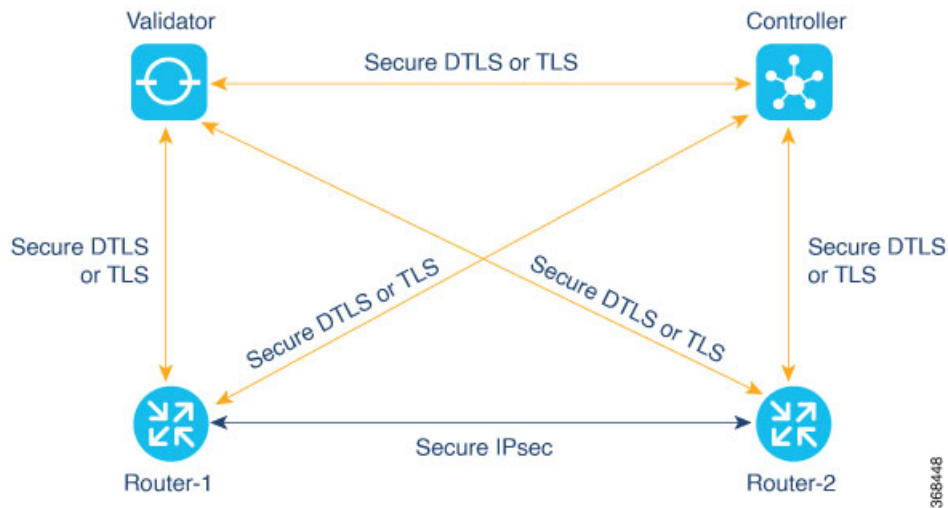 Validator
Controller
Secure DTLS or TLS
Secure DTLS
or TLS
Secure DTLS or TLS
Secure DTLS or TLS
Secure DTLS
or TLS
Secure IPsec
Router-1
Router-2
368448